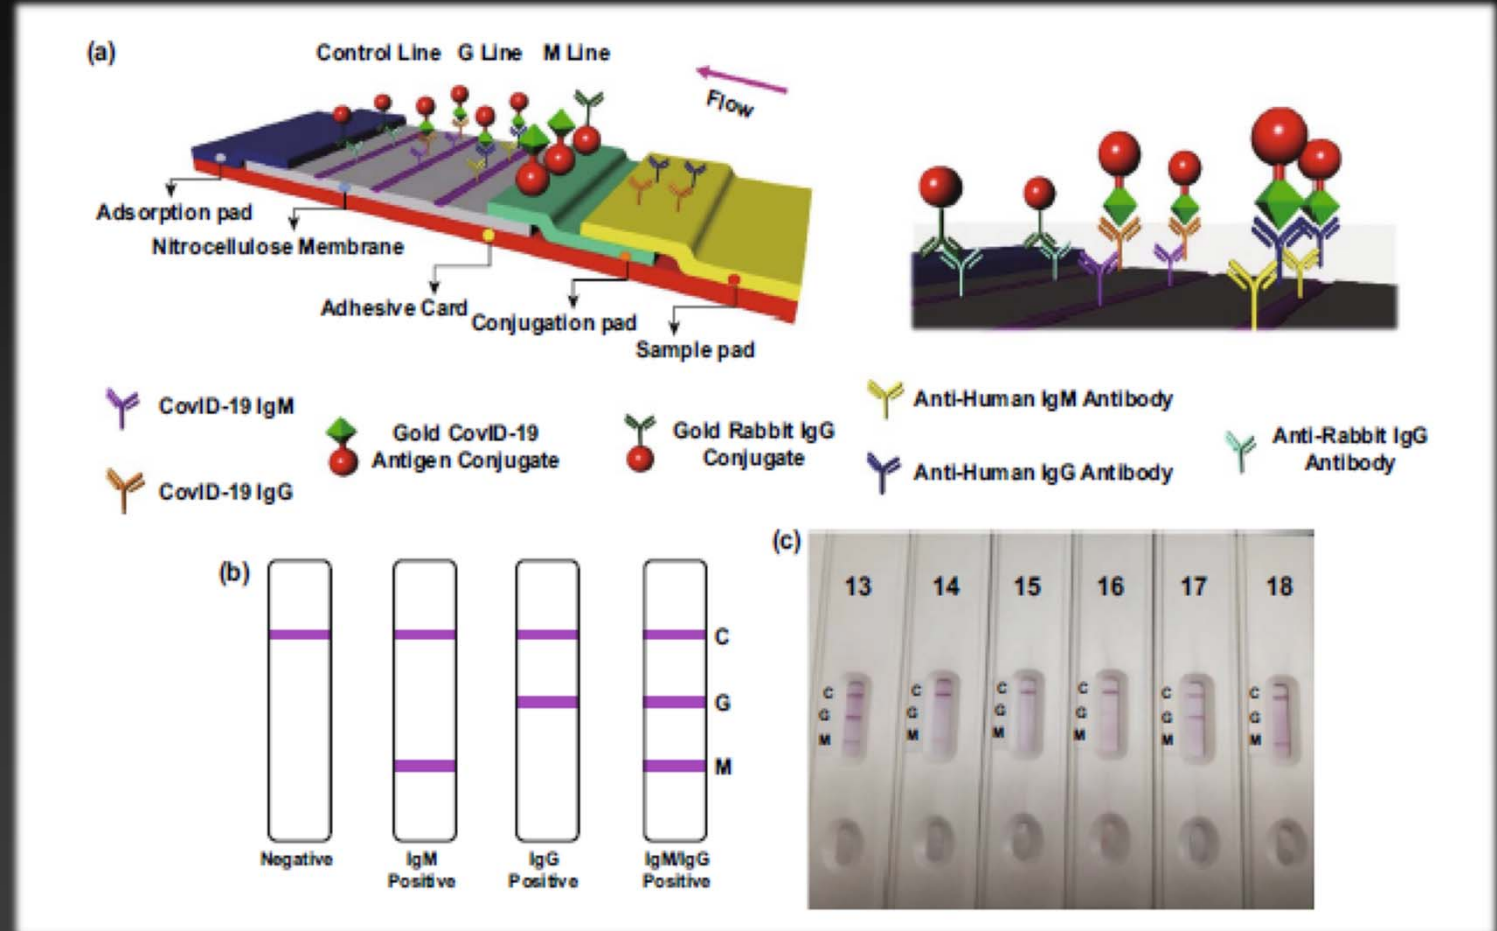 (a)
Control Line G Line M Line
Flow
Adsorption pad
Nitrocellulose Membrane
Adhesive Card
Conjugation pad
Sample pad
CovID-19 IgM
CovID-19 IgG
Gold CovID-19
Antigen Conjugate
Gold Rabbit IgG
Conjugate
Anti-Human IgM Antibody
Anti-Human IgG Antibody
Anti-Rabbit IgG
Antibody
(b)
C
G
M
Negative
IgM
Positive
IgG
Positive
IgM/IgG
Positive
(c)
13 14 15 16 17 18
C C C C C C
G G G G G G
M M M M M M